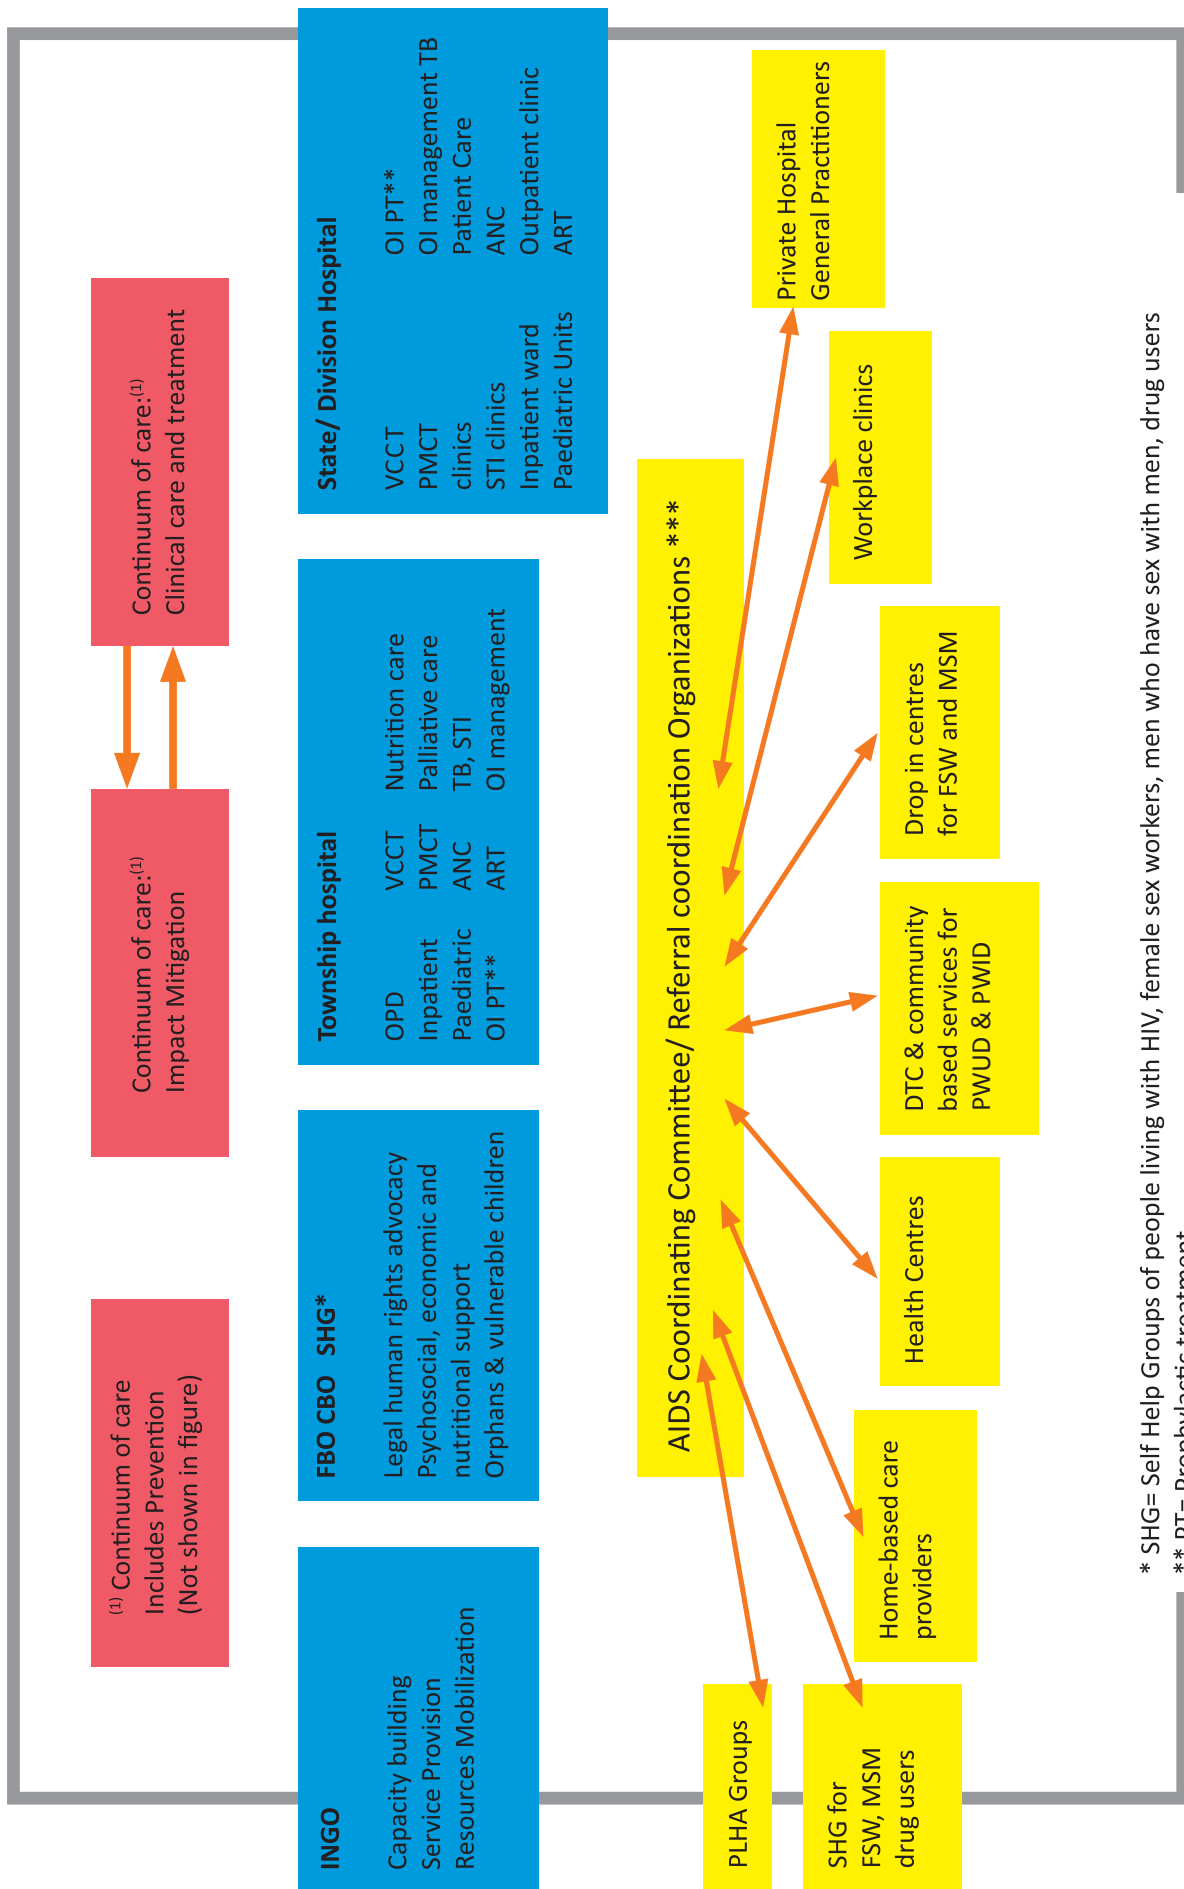 (1) Continuum of care
Includes Prevention
(Not shown in figure)
Continuum of care:(1)
Impact Mitigation
Continuum of care:(1)
Clinical care and treatment
INGO
Capacity building
Service Provision
Resources Mobilization
FBO CBO SHG*
Legal human rights advocacy
Psychosocial, economic and
nutritional support
Orphans & vulnerable children
Township hospital
OPD VCCT Nutrition care
Inpatient PMCT Palliative care
Paediatric ANC TB, STI
OI PT** ART OI management
State/ Division Hospital
VCCT OI PT**
PMCT OI management TB
clinics Patient Care
STI clinics ANC
Inpatient ward Outpatient clinic
Paediatric Units ART
AIDS Coordinating Committee/ Referral coordination Organizations ***
PLHA Groups
SHG for
FSW, MSM
drug users
Home-based care
providers
Health Centres
DTC & community
based services for
PWUD & PWID
Drop in centres
for FSW and MSM
Workplace clinics
Private Hospital
General Practitioners
* SHG= Self Help Groups of people living with HIV, female sex workers, men who have sex with men, drug users
** PT= Prophylactic treatment